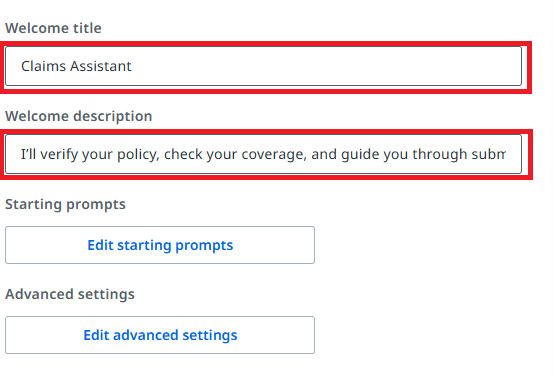 Welcome title
Claims Assistant
Welcome description
I'll verify your policy, check your coverage, and guide you through
Starting prompts
Edit starting prompts
Advanced settings
Edit advanced settings